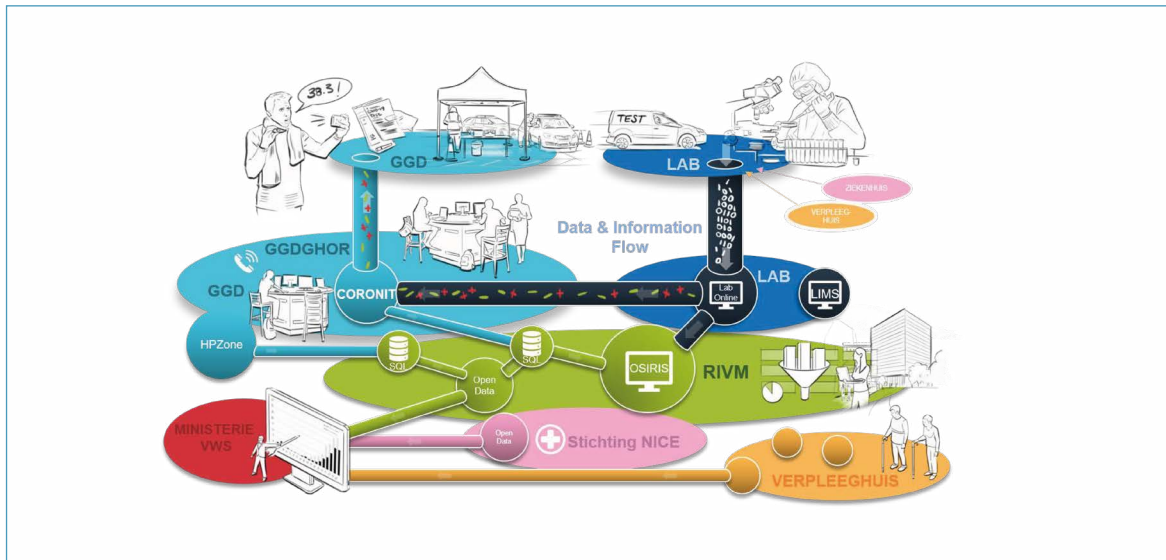 38.3!
TEST
GGD
LAB
ZIEKENHUIS
VERPLEEG-
HUIS
Data & Information
Flow
GGDGHOR
GGD
CORONIT
Lab
Online
LAB
LIMS
HPZone
SQL
SQL
Open
Data
OSIRIS
RIVM
MINISTERIE
VWS
Open
Data
Stichting NICE
VERPLEEGHUIS